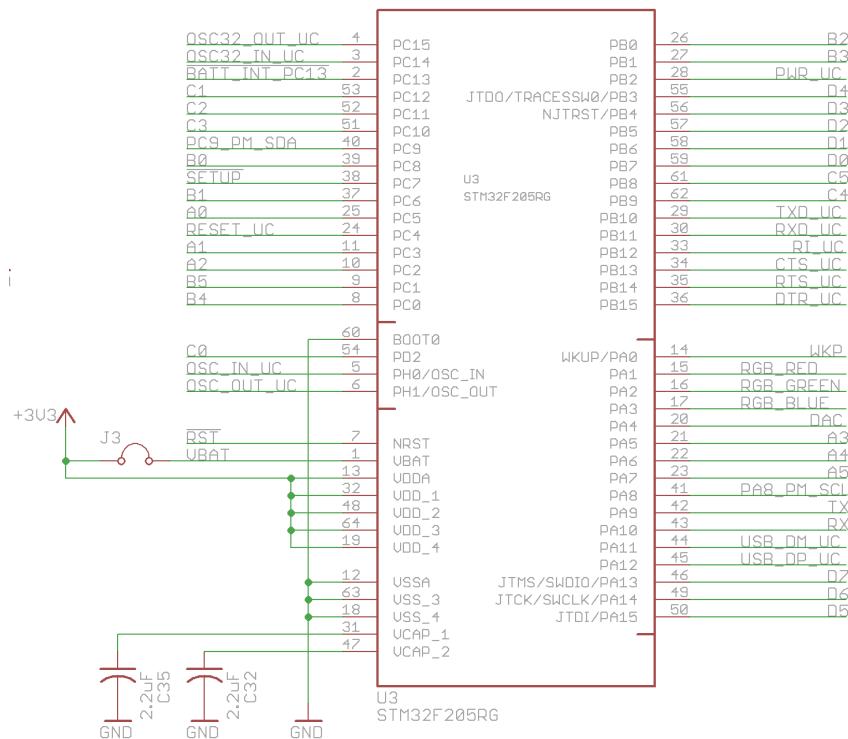 OSC32_OUT_UC 4 PC15 PB0 26 B2
OSC32_IN_UC 3 PC14 PB1 27 B3
BATT_INT_PC13 2 PC13 PB2 28 PWR_UC
C1 53 PC12 JTDO/TRACESSW0/PB3 55 D4
C2 52 PC11 NJTRST/PB4 56 D3
C3 51 PC10 PB5 57 D2
PC9_PM_SDA 40 PC9 PB6 58 D1
B0 39 PC8 PB7 59 D0
SETUP 38 PC7 U3 PB8 61 C5
B1 37 PC6 STM32F205RG PB9 62 C4
A0 25 PC5 PB10 29 TXD_UC
RESET_UC 24 PC4 PB11 30 RXD_UC
A1 11 PC3 PB12 33 RI_UC
A2 10 PC2 PB13 34 CTS_UC
B5 9 PC1 PB14 35 RTS_UC
B4 8 PC0 PB15 36 DTR_UC
60 BOOT0
C0 54 PD2 WKUP/PA0 14 WKP
OSC_IN_UC 5 PH0/OSC_IN PA1 15 RGB_RED
OSC_OUT_UC 6 PH1/OSC_OUT PA2 16 RGB_GREEN
PA3 17 RGB_BLUE
+3V3 PA4 20 DAC
J3 RST 7 NRST PA5 21 A3
VBAT 1 VBAT PA6 22 A4
13 VDDA PA7 23 A5
32 VDD_1 PA8 41 PA8_PM_SCL
48 VDD_2 PA9 42 TX
64 VDD_3 PA10 43 RX
19 VDD_4 PA11 44 USB_DM_UC
PA12 45 USB_DP_UC
12 VSSA JTMS/SWDIO/PA13 46 D7
63 VSS_3 JTCK/SWCLK/PA14 49 D6
18 VSS_4 JTDI/PA15 50 D5
31 VCAP_1
47 VCAP_2
2.2uF C35
2.2uF C32
GND GND GND
U3
STM32F205RG